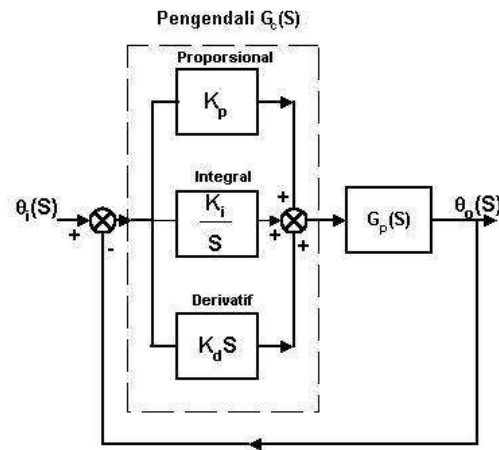 Pengendali G_c(S)
Proporsional
K_p
Integral
θ_i(S)
+
-
K_i
S
+
+
+
G_p(S)
θ_o(S)
Derivatif
K_d S